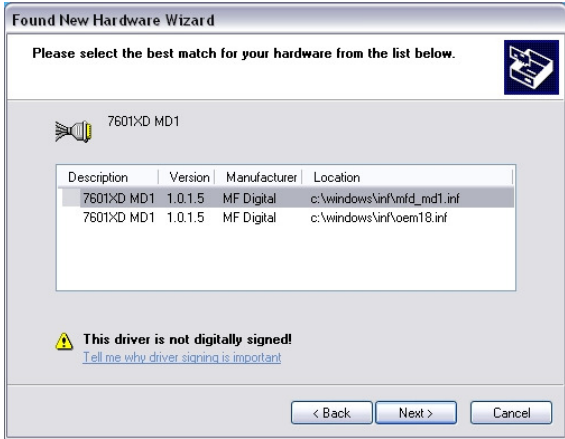 Found New Hardware Wizard
Please select the best match for your hardware from the list below.
7601XD MD1
Description Version Manufacturer Location
7601XD MD1 1.0.1.5 MF Digital c:\windows\inf\mfd_md1.inf
7601XD MD1 1.0.1.5 MF Digital c:\windows\inf\oem18.inf
This driver is not digitally signed!
Tell me why driver signing is important
< Back Next > Cancel